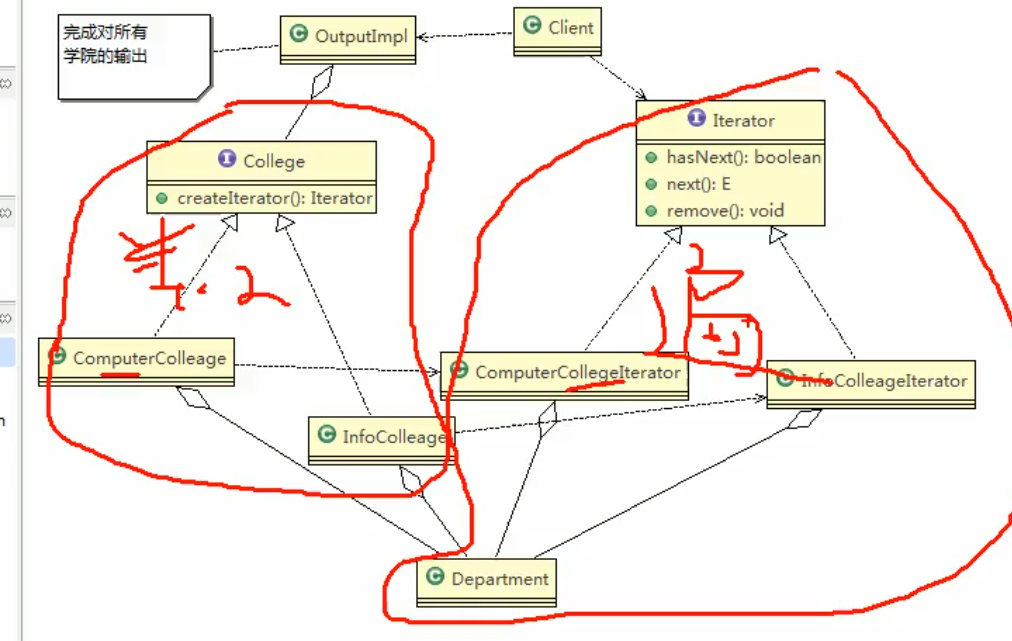 完成对所有
学院的输出
OutputImpl
Client
College
createIterator(): Iterator
Iterator
hasNext(): boolean
next(): E
remove(): void
ComputerColleage
ComputerCollegeIterator
InfoColleageIterator
InfoColleage
Department